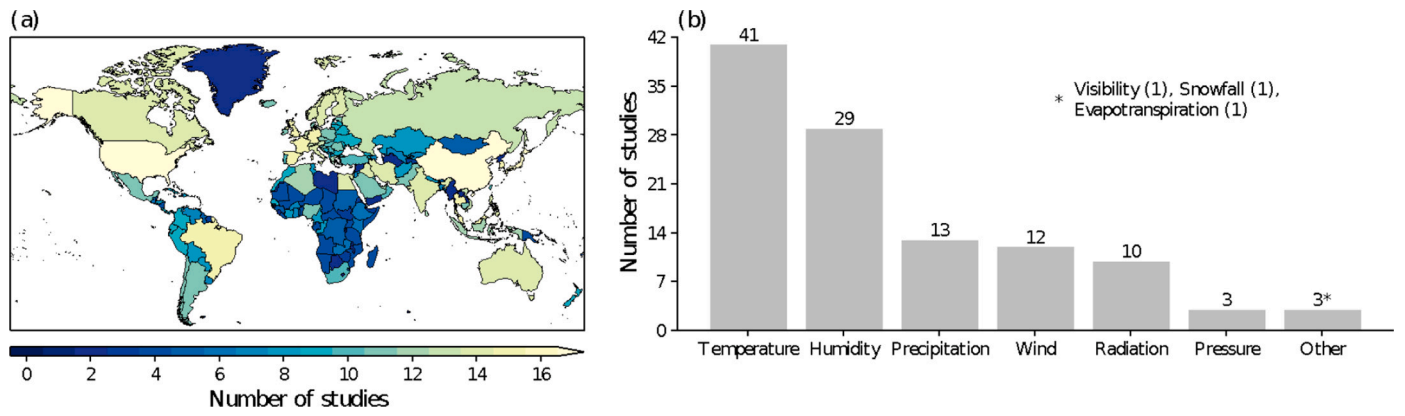 (a)
0 2 4 6 8 10 12 14 16
Number of studies
(b)
Number of studies
42
35
28
21
14
7
0
41
29
13
12
10
3
3*
* Visibility (1), Snowfall (1),
Evapotranspiration (1)
Temperature Humidity Precipitation Wind Radiation Pressure Other